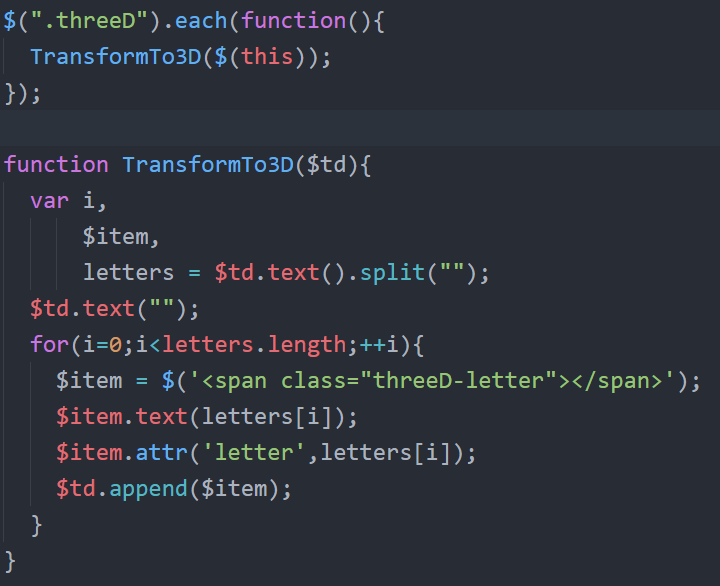 $(".threeD").each(function(){
  TransformTo3D($(this));
});

function TransformTo3D($td){
  var i,
      $item,
      letters = $td.text().split("");
  $td.text("");
  for(i=0;i<letters.length;++i){
    $item = $('<span class="threeD-letter"></span>');
    $item.text(letters[i]);
    $item.attr('letter',letters[i]);
    $td.append($item);
  }
}